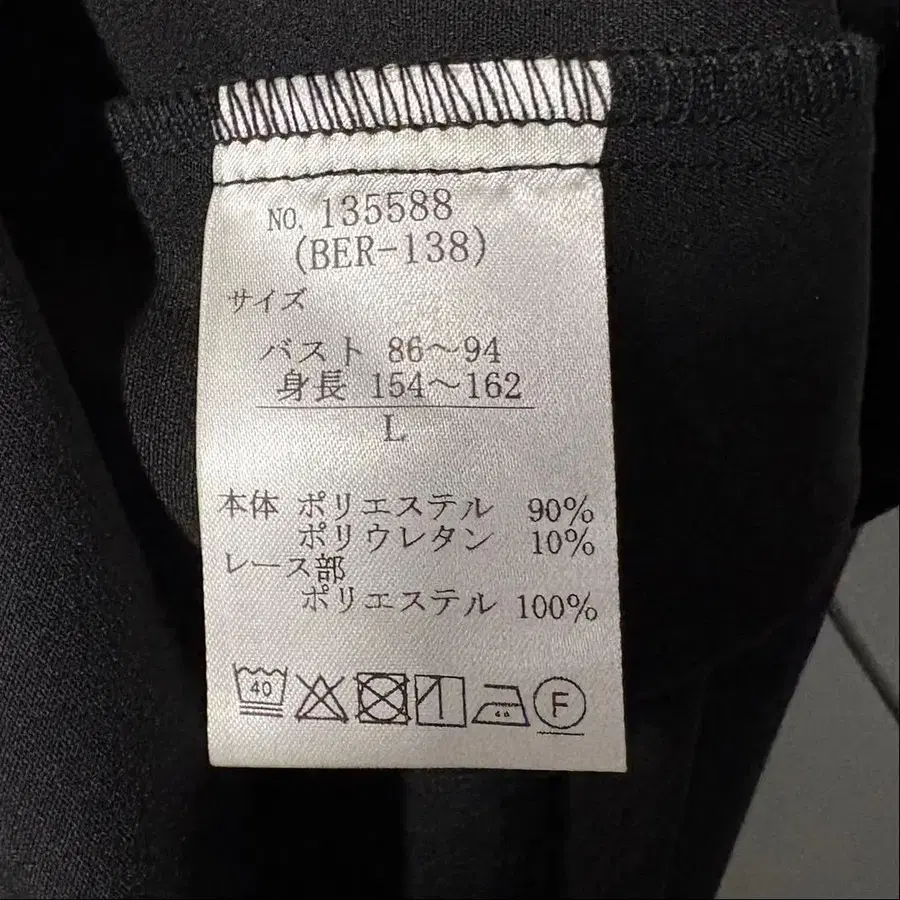 NO. 135588
(BER-138)
サイズ
バスト 86～94
身長 154～162
L
本体 ポリエステル 90%
ポリウレタン 10%
レース部
ポリエステル 100%
40
F